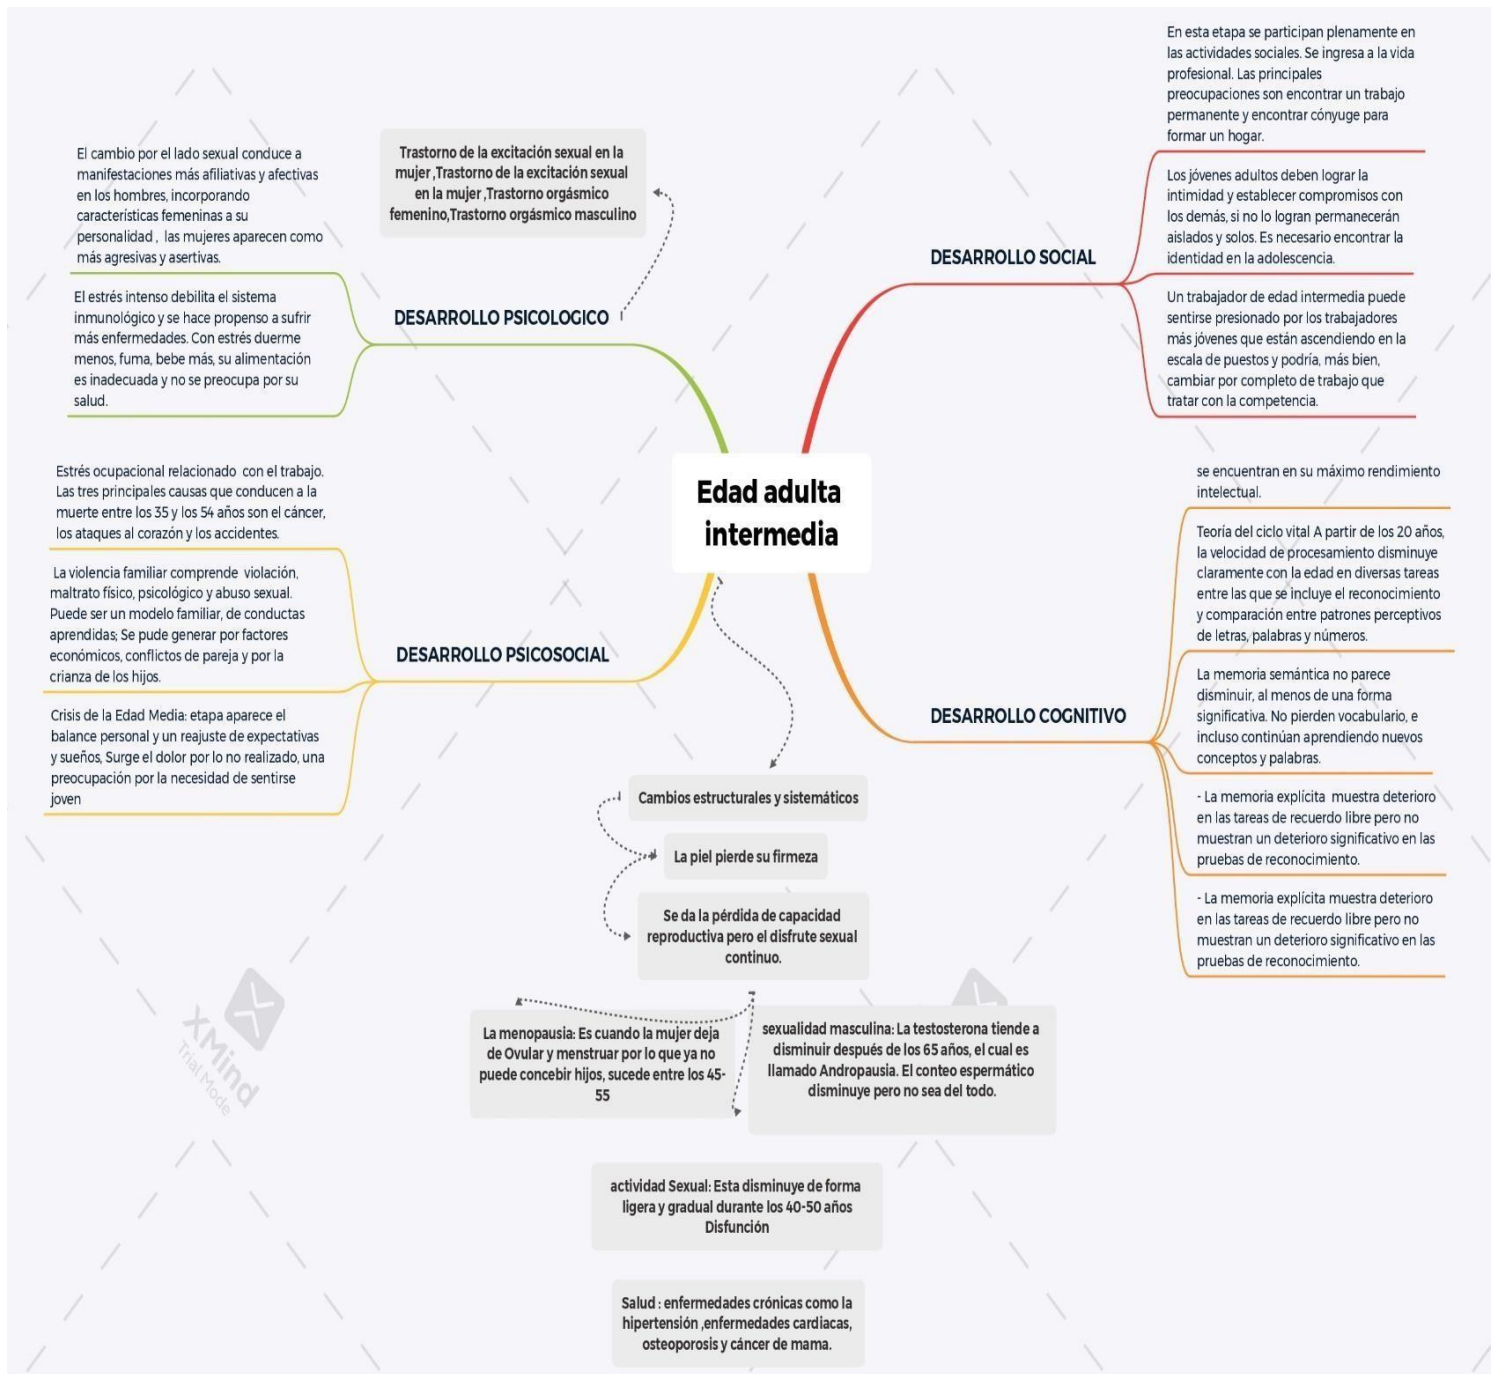 Edad adulta
intermedia
DESARROLLO PSICOLOGICO
El cambio por el lado sexual conduce a
manifestaciones más afiliativas y afectivas
en los hombres, incorporando
características femeninas a su
personalidad , las mujeres aparecen como
más agresivas y asertivas.
El estrés intenso debilita el sistema
inmunológico y se hace propenso a sufrir
más enfermedades. Con estrés duerme
menos, fuma, bebe más, su alimentación
es inadecuada y no se preocupa por su
salud.
Trastorno de la excitación sexual en la
mujer ,Trastorno de la excitación sexual
en la mujer ,Trastorno orgásmico
femenino,Trastorno orgásmico masculino
DESARROLLO SOCIAL
En esta etapa se participan plenamente en
las actividades sociales. Se ingresa a la vida
profesional. Las principales
preocupaciones son encontrar un trabajo
permanente y encontrar cónyuge para
formar un hogar.
Los jóvenes adultos deben lograr la
intimidad y establecer compromisos con
los demás, si no lo logran permanecerán
aislados y solos. Es necesario encontrar la
identidad en la adolescencia.
Un trabajador de edad intermedia puede
sentirse presionado por los trabajadores
más jóvenes que están ascendiendo en la
escala de puestos y podría, más bien,
cambiar por completo de trabajo que
tratar con la competencia.
DESARROLLO PSICOSOCIAL
Estrés ocupacional relacionado con el trabajo.
Las tres principales causas que conducen a la
muerte entre los 35 y los 54 años son el cáncer,
los ataques al corazón y los accidentes.
La violencia familiar comprende violación,
maltrato físico, psicológico y abuso sexual.
Puede ser un modelo familiar, de conductas
aprendidas; Se pude generar por factores
económicos, conflictos de pareja y por la
crianza de los hijos.
Crisis de la Edad Media: etapa aparece el
balance personal y un reajuste de expectativas
y sueños, Surge el dolor por lo no realizado, una
preocupación por la necesidad de sentirse
joven
DESARROLLO COGNITIVO
se encuentran en su máximo rendimiento
intelectual.
Teoría del ciclo vital A partir de los 20 años,
la velocidad de procesamiento disminuye
claramente con la edad en diversas tareas
entre las que se incluye el reconocimiento
y comparación entre patrones perceptivos
de letras, palabras y números.
La memoria semántica no parece
disminuir, al menos de una forma
significativa. No pierden vocabulario, e
incluso continúan aprendiendo nuevos
conceptos y palabras.
- La memoria explícita muestra deterioro
en las tareas de recuerdo libre pero no
muestran un deterioro significativo en las
pruebas de reconocimiento.
- La memoria explícita muestra deterioro
en las tareas de recuerdo libre pero no
muestran un deterioro significativo en las
pruebas de reconocimiento.
Cambios estructurales y sistemáticos
La piel pierde su firmeza
Se da la pérdida de capacidad
reproductiva pero el disfrute sexual
continuo.
La menopausia: Es cuando la mujer deja
de Ovular y menstruar por lo que ya no
puede concebir hijos, sucede entre los 45-
55
sexualidad masculina: La testosterona tiende a
disminuir después de los 65 años, el cual es
llamado Andropausia. El conteo espermático
disminuye pero no sea del todo.
actividad Sexual: Esta disminuye de forma
ligera y gradual durante los 40-50 años
Disfunción
Salud : enfermedades crónicas como la
hipertensión ,enfermedades cardiacas,
osteoporosis y cáncer de mama.
XMind
Trial Mode